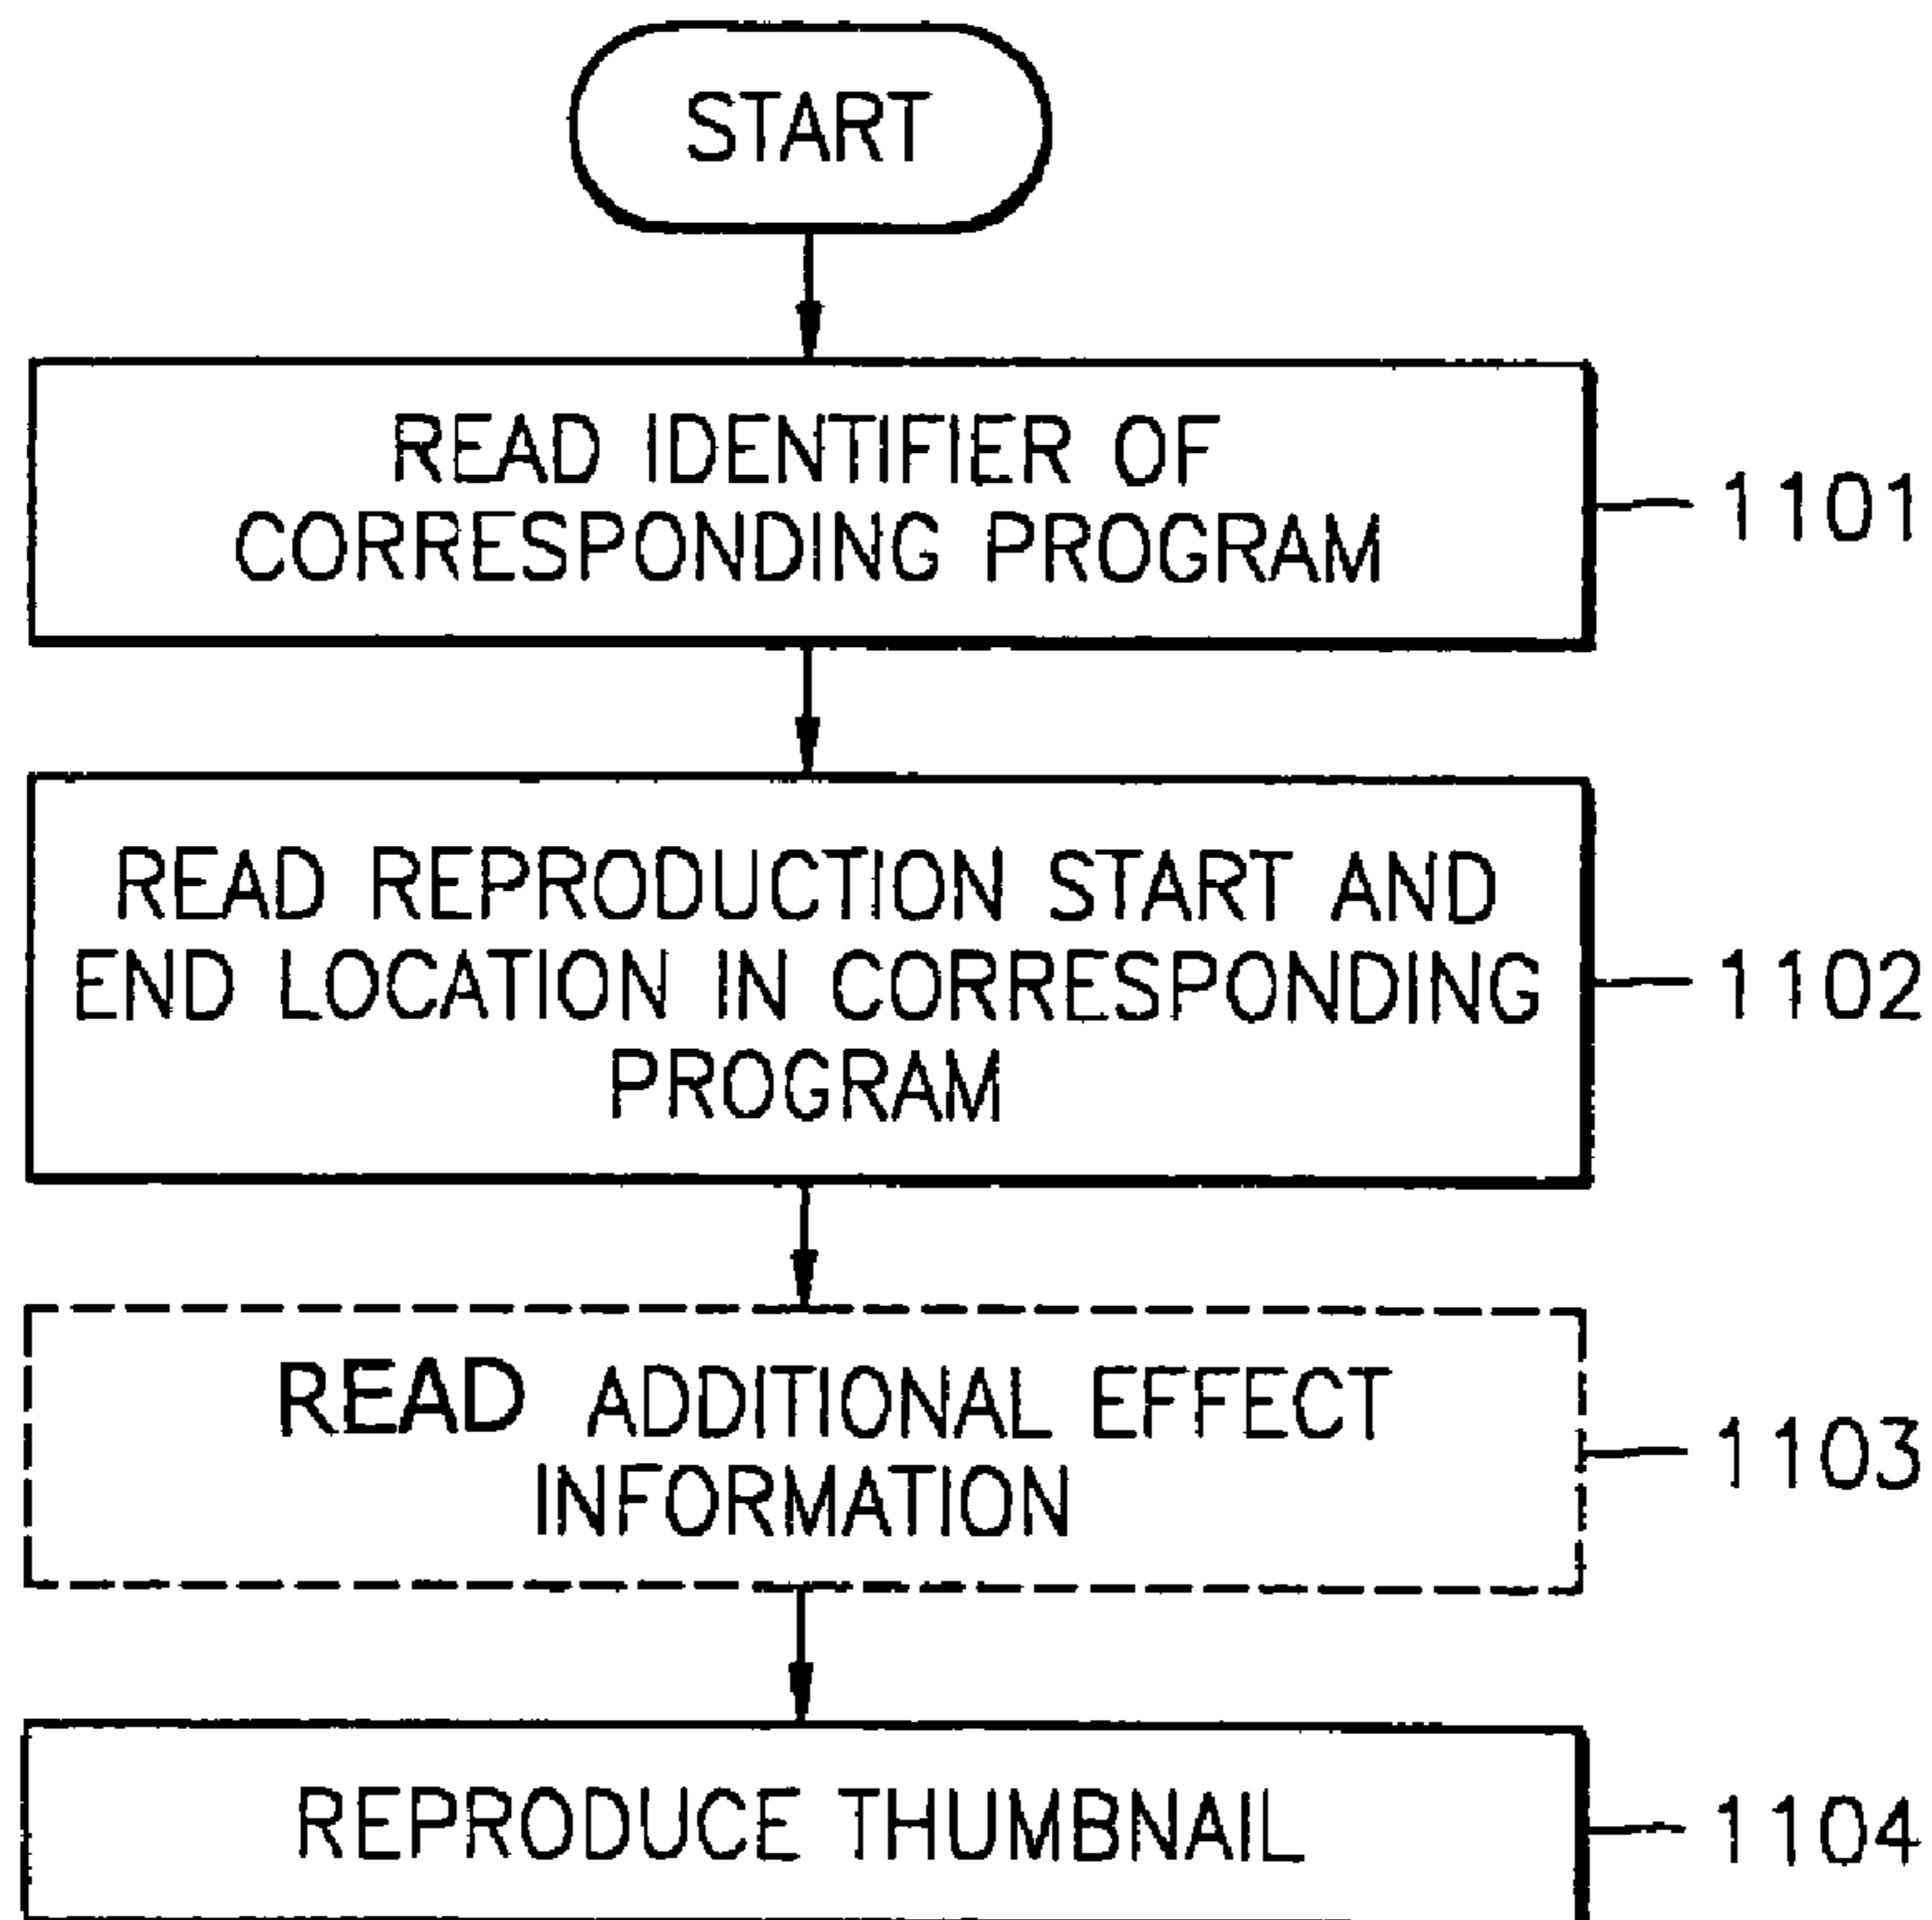 START
READ IDENTIFIER OF
CORRESPONDING PROGRAM
1101
READ REPRODUCTION START AND
END LOCATION IN CORRESPONDING
PROGRAM
1102
READ ADDITIONAL EFFECT
INFORMATION
1103
REPRODUCE THUMBNAIL
1104